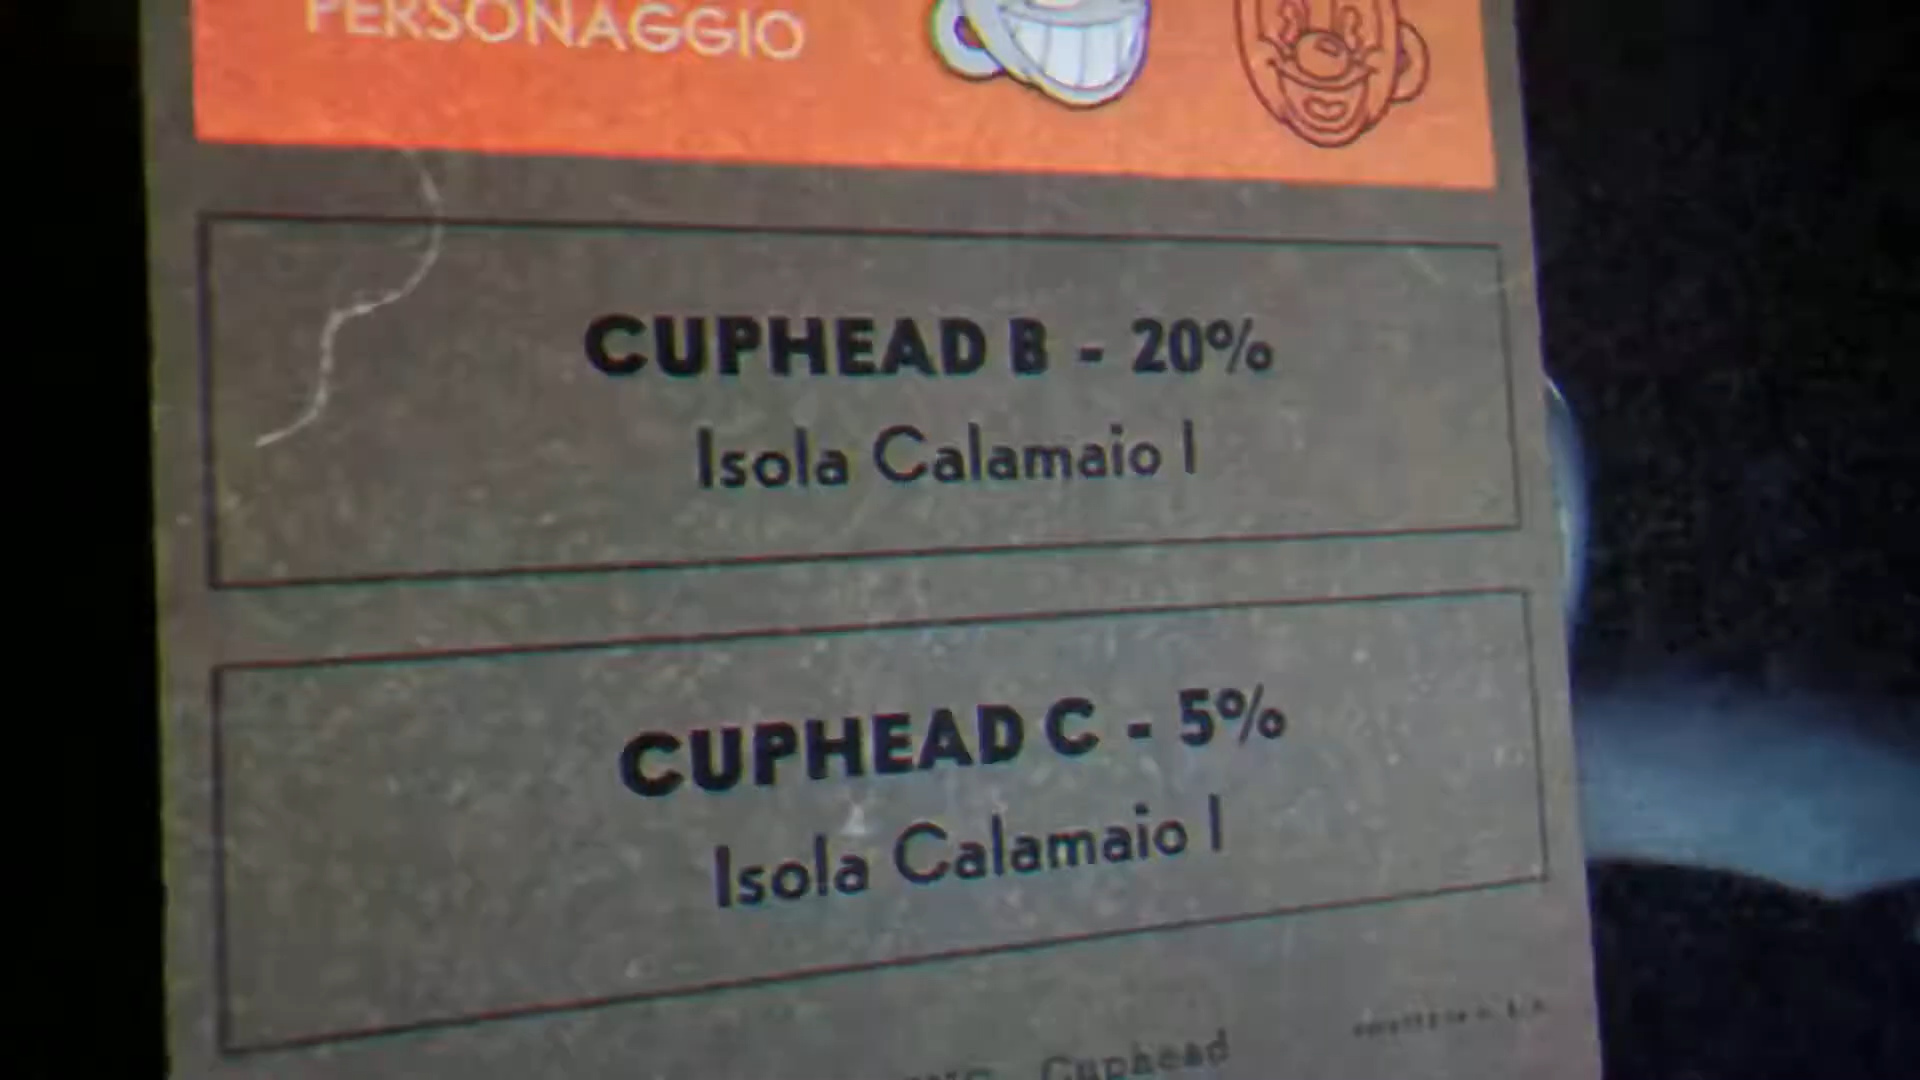 PERSONAGGIO
CUPHEAD B - 20%
Isola Calamaio I
CUPHEAD C - 5%
Isola Calamaio I
Cuphead